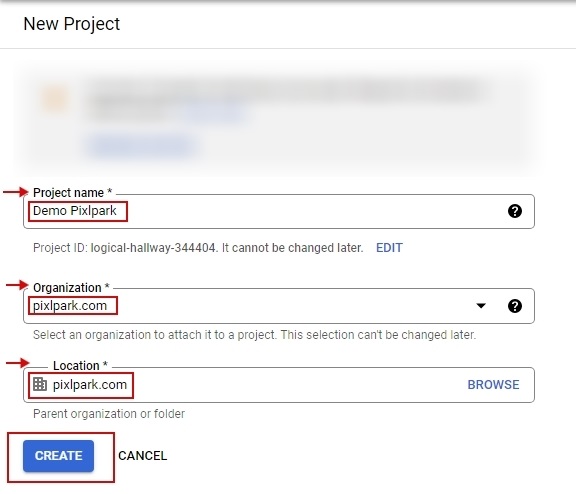 New Project
Project name *
Demo Pixlpark
Project ID: logical-hallway-344404. It cannot be changed later. EDIT
Organization *
pixlpark.com
Select an organization to attach it to a project. This selection can't be changed later.
Location *
pixlpark.com BROWSE
Parent organization or folder
CREATE CANCEL